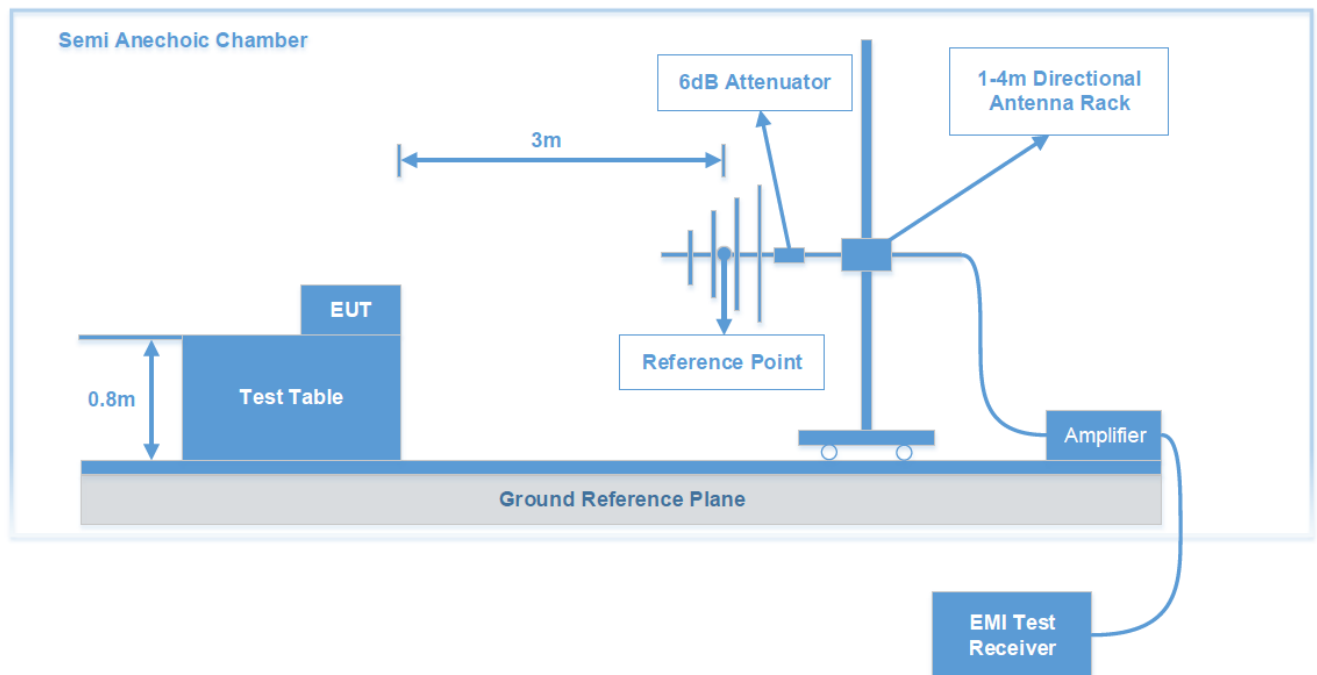 Semi Anechoic Chamber
6dB Attenuator
1-4m Directional
Antenna Rack
3m
EUT
Reference Point
0.8m
Test Table
Amplifier
Ground Reference Plane
EMI Test
Receiver